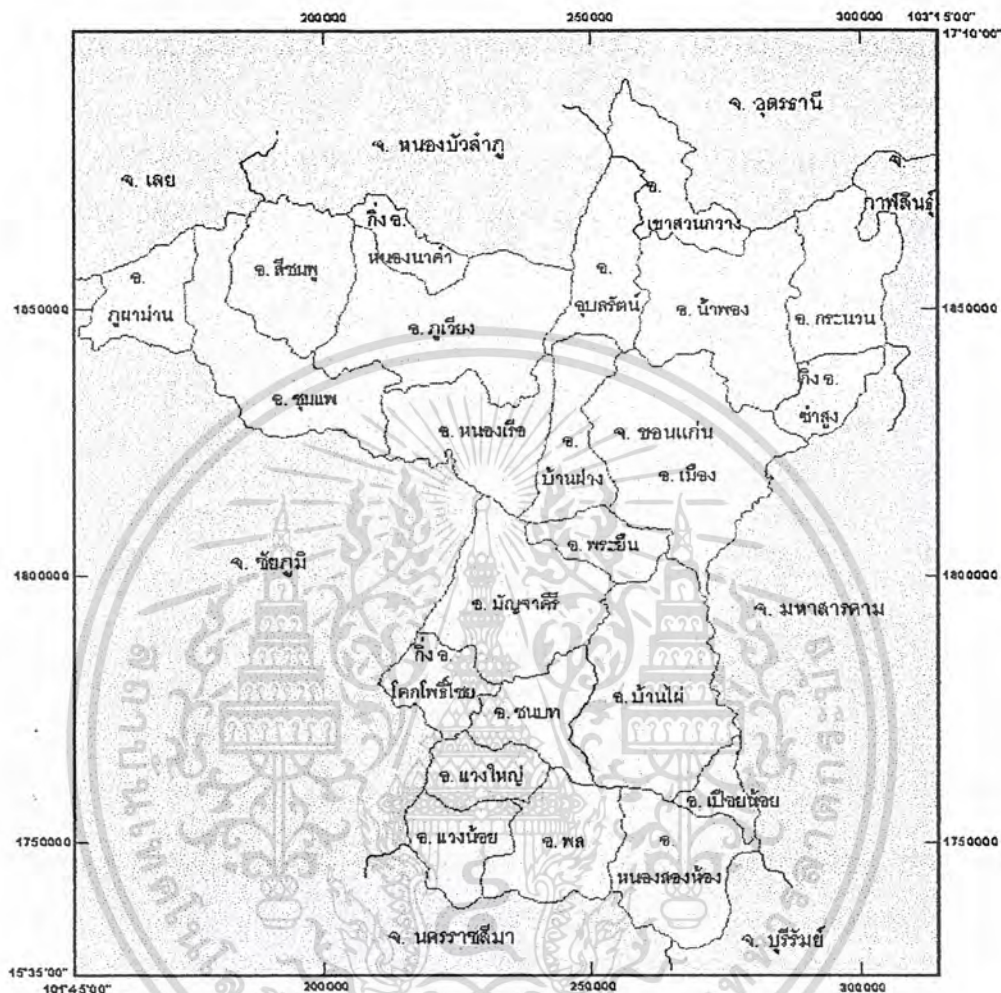 200000 250000 300000 103°15'00"
17°10'00"
จ. อุดรธานี
จ. หนองบัวลำภู
จ. เลย
จ.
กาฬสินธุ์
อ.
เขาสวนกวาง
กิ่ง อ.
หนองนาคำ
อ. สีชมพู
อ.
ภูผาม่าน
อ.
อุบลรัตน์
อ. น้ำพอง
อ. กระนวน
1850000 1850000
อ. ภูเวียง
กิ่ง อ.
ซำสูง
อ. ชุมแพ
อ. หนองเรือ
จ. ขอนแก่น
อ.
บ้านฝาง
อ. เมือง
อ. พระยืน
จ. ชัยภูมิ
1800000 1800000
อ. มัญจาคีรี
จ. มหาสารคาม
กิ่ง อ.
โคกโพธิ์ไชย
อ. ชนบท
อ. บ้านไผ่
อ. แวงใหญ่
อ. เปือยน้อย
อ. แวงน้อย
อ. พล
อ.
หนองสองห้อง
1750000 1750000
จ. นครราชสีมา
จ. บุรีรัมย์
15°35'00"
101°45'00" 200000 250000 300000